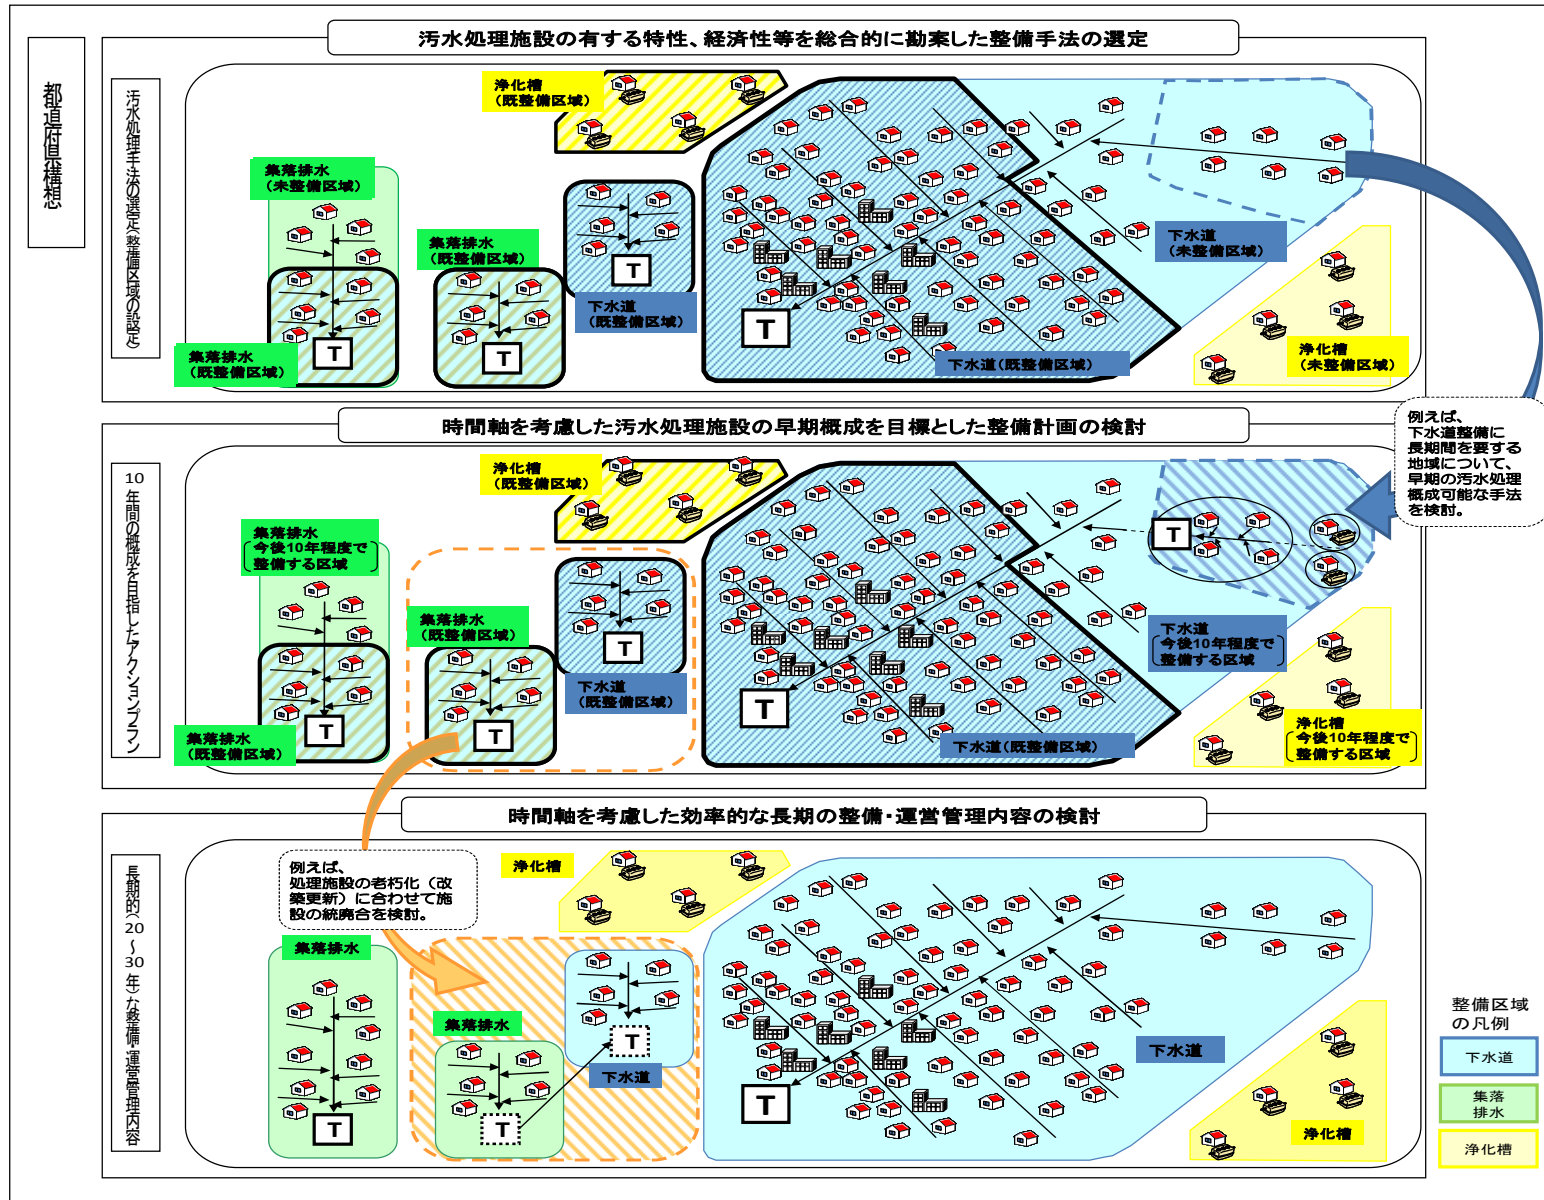 都道府県構想
汚水処理施設の有する特性、経済性等を総合的に勘案した整備手法の選定
汚水処理手法の選定（整備区域の設定）
浄化槽
（既整備区域）
集落排水
（未整備区域）
集落排水
（既整備区域）
T
集落排水
（既整備区域）
T
T
下水道
（既整備区域）
T
下水道（既整備区域）
下水道
（未整備区域）
浄化槽
（未整備区域）
時間軸を考慮した汚水処理施設の早期概成を目標とした整備計画の検討
10年間の概成を目指したアクションプラン
例えば、
下水道整備に
長期間を要する
地域について、
早期の汚水処理
概成可能な手法
を検討。
浄化槽
（既整備区域）
集落排水
今後10年程度で
整備する区域
T
集落排水
（既整備区域）
集落排水
（既整備区域）
T
T
下水道
（既整備区域）
T
下水道（既整備区域）
T
下水道
今後10年程度で
整備する区域
浄化槽
今後10年程度で
整備する区域
時間軸を考慮した効率的な長期の整備・運営管理内容の検討
長期的（20～30年）な整備・運営管理内容
例えば、
処理施設の老朽化（改
築更新）に合わせて施
設の統廃合を検討。
浄化槽
集落排水
T
集落排水
T
T
下水道
T
下水道
浄化槽
整備区域
の凡例
下水道
集落
排水
浄化槽